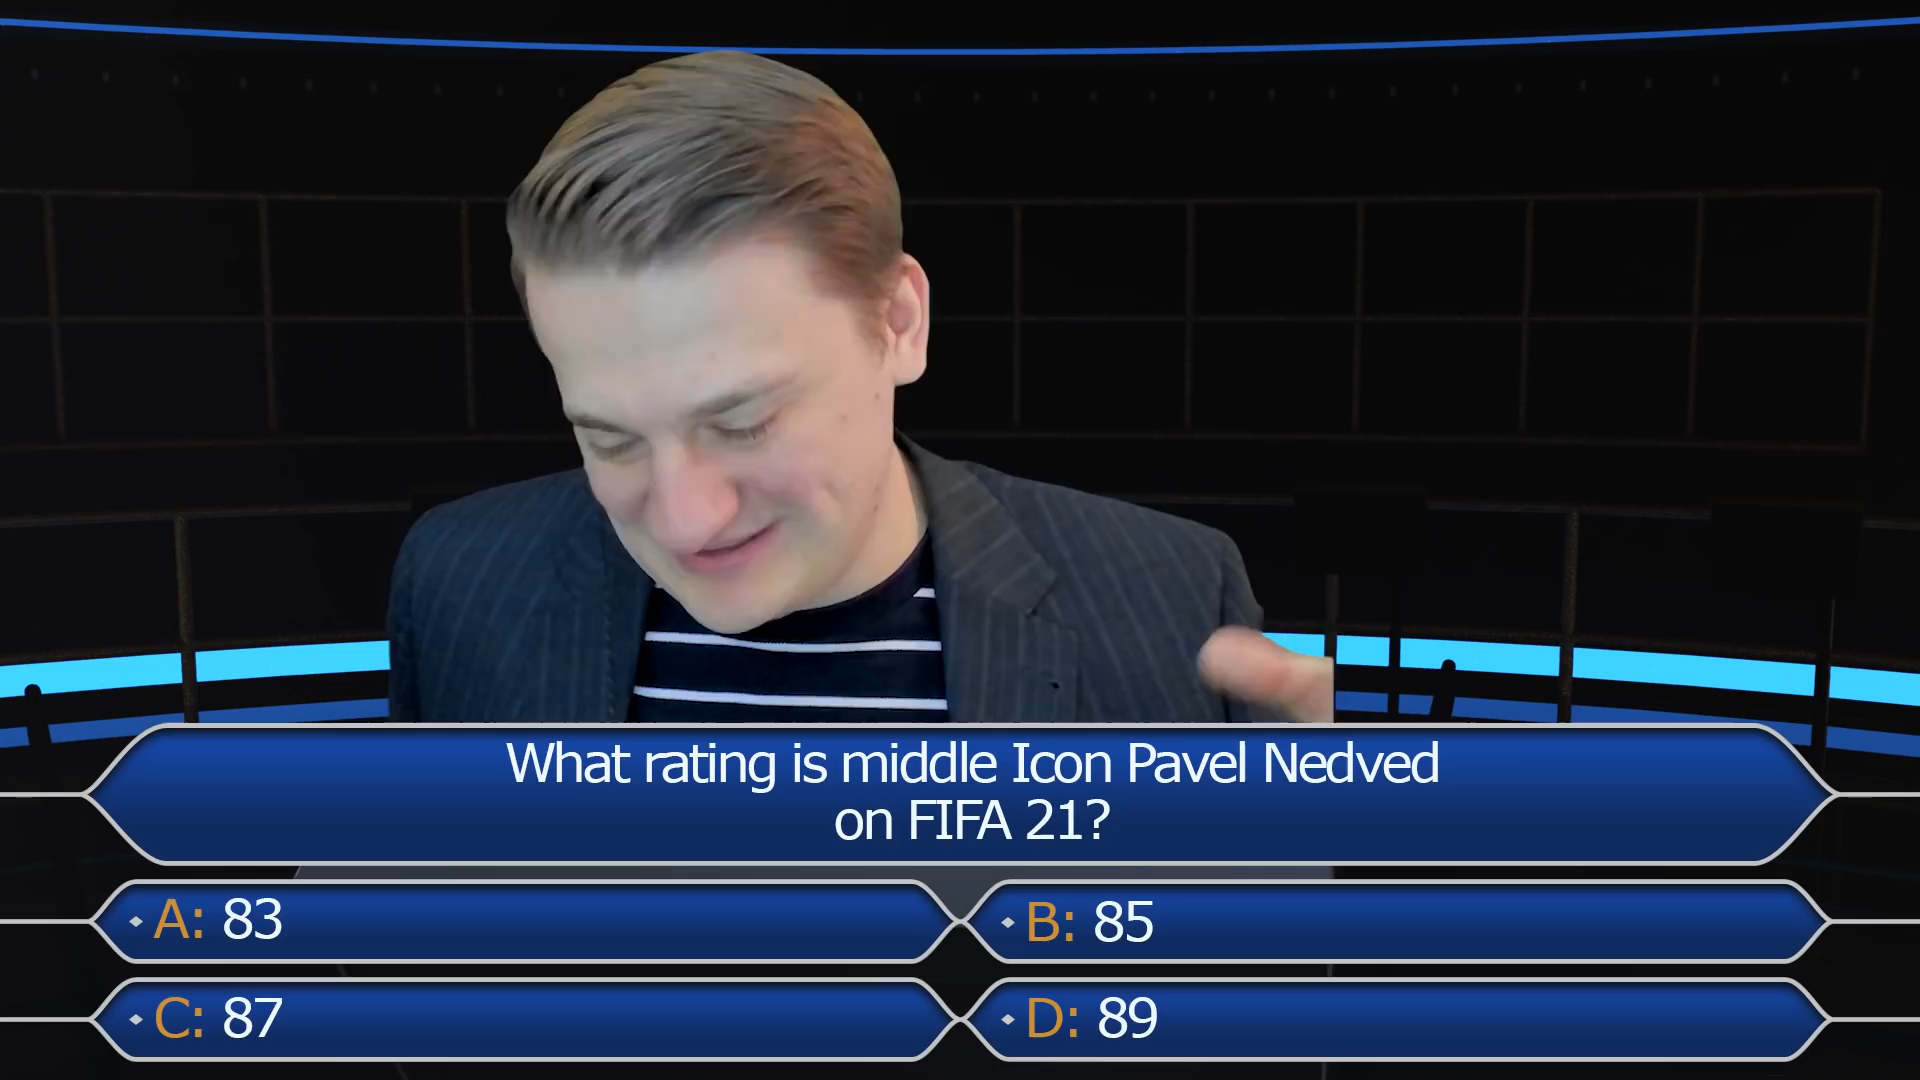 What rating is middle Icon Pavel Nedved
on FIFA 21?
A: 83
B: 85
C: 87
D: 89